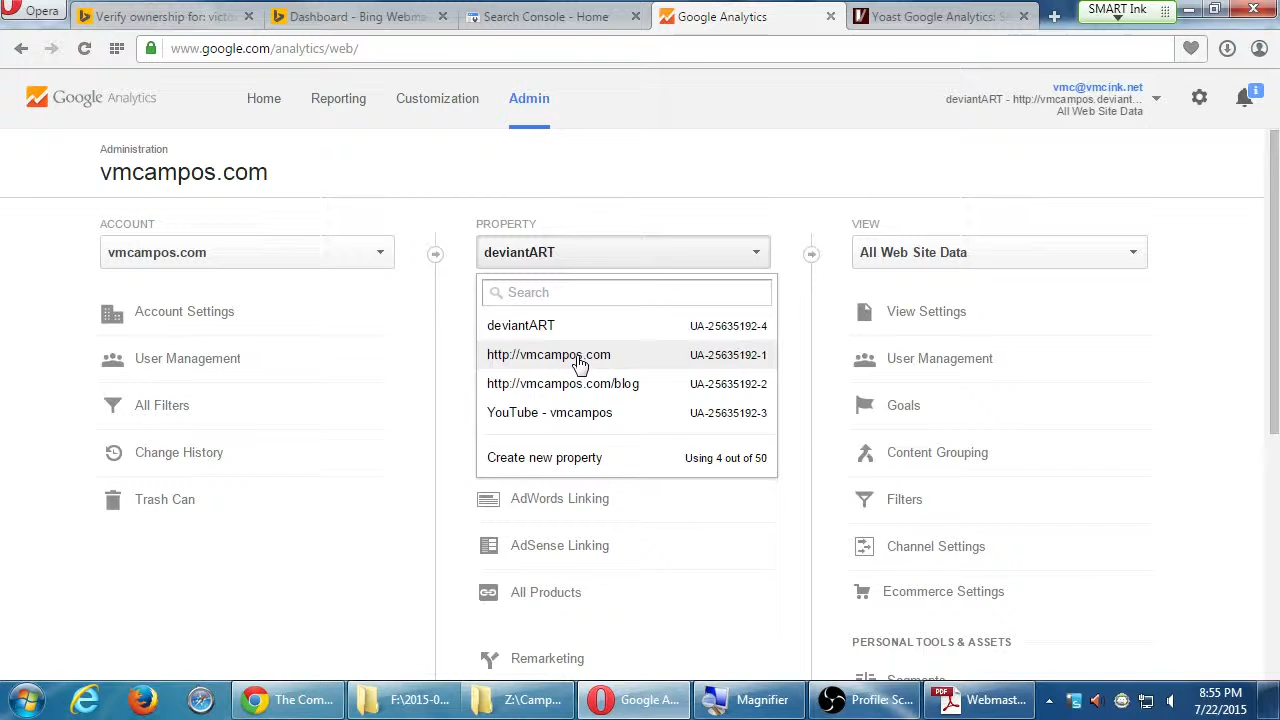 Opera
Verify ownership for: victo
Dashboard - Bing Webma
Search Console - Home
Google Analytics
Yoast Google Analytics: Se
SMART Ink
www.google.com/analytics/web/
Google Analytics
Home
Reporting
Customization
Admin
vmc@vmcink.net
deviantART - http://vmcampos.deviant...
All Web Site Data
Administration
vmcampos.com
ACCOUNT
vmcampos.com
Account Settings
User Management
All Filters
Change History
Trash Can
PROPERTY
deviantART
Search
deviantART UA-25635192-4
http://vmcampos.com UA-25635192-1
http://vmcampos.com/blog UA-25635192-2
YouTube - vmcampos UA-25635192-3
Create new property Using 4 out of 50
AdWords Linking
AdSense Linking
All Products
Remarketing
VIEW
All Web Site Data
View Settings
User Management
Goals
Content Grouping
Filters
Channel Settings
Ecommerce Settings
PERSONAL TOOLS & ASSETS
Segments
The Com...
F:\2015-0...
Z:\Camp...
Google A...
Magnifier
Profile: Sc...
PDF
Webmast...
8:55 PM
7/22/2015